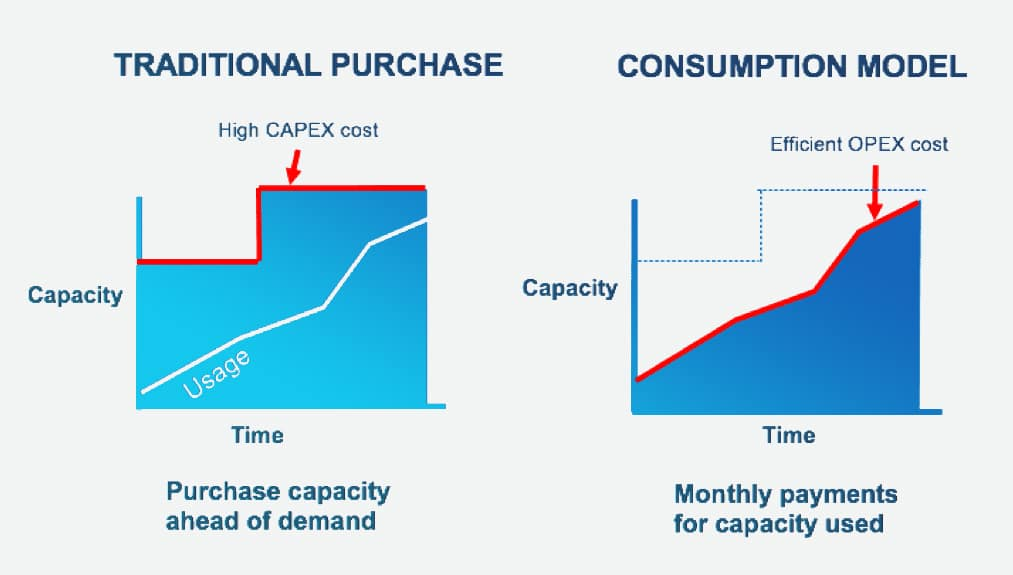 TRADITIONAL PURCHASE
High CAPEX cost
Capacity
Usage
Time
Purchase capacity
ahead of demand
CONSUMPTION MODEL
Efficient OPEX cost
Capacity
Time
Monthly payments
for capacity used